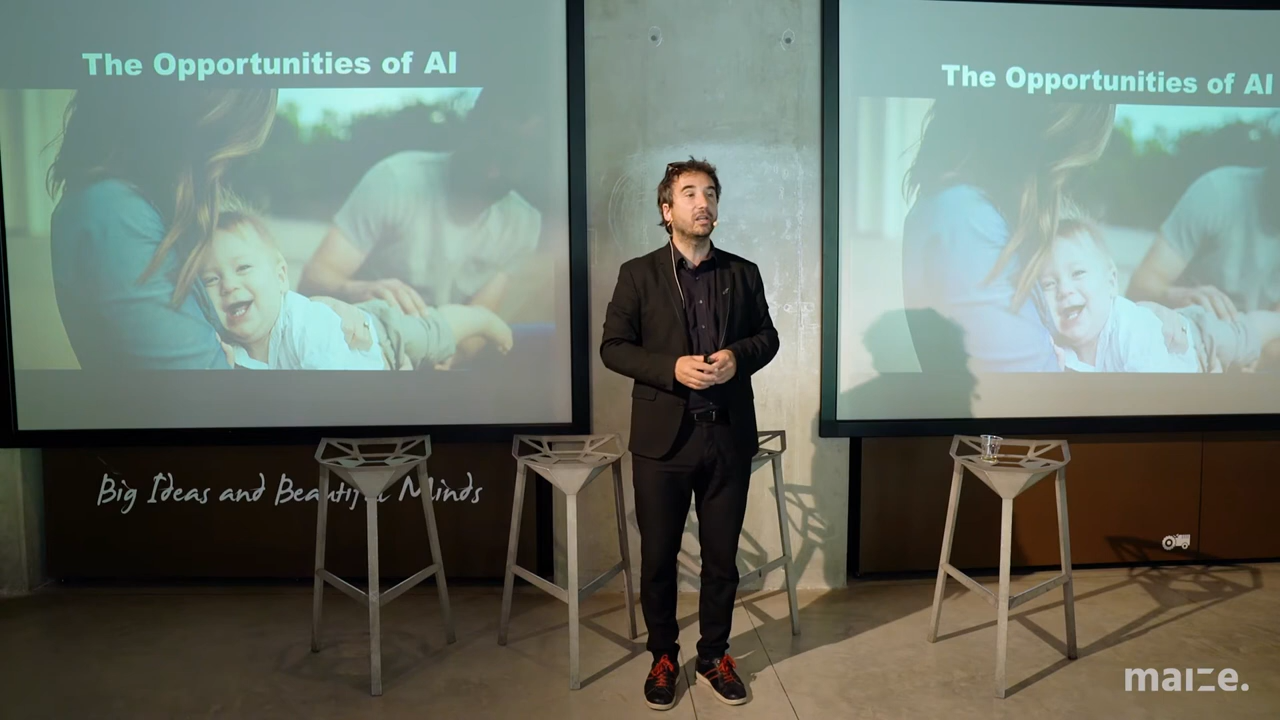 The Opportunities of AI
The Opportunities of AI
Big Ideas and Beautiful Minds
maize.